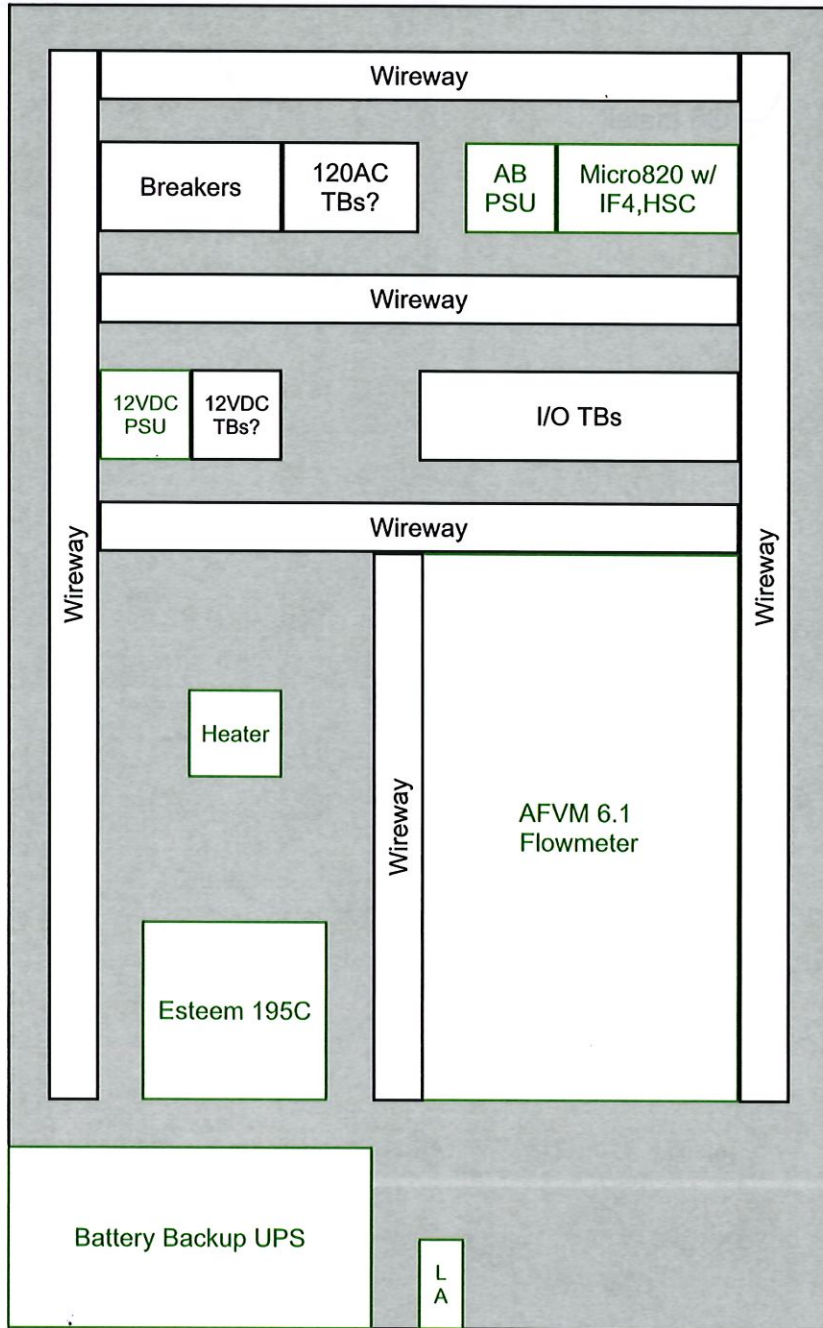 Wireway
Breakers
120AC
TBs?
AB
PSU
Micro820 w/
IF4,HSC
Wireway
12VDC
PSU
12VDC
TBs?
I/O TBs
Wireway
Wireway
Wireway
Heater
Wireway
AFVM 6.1
Flowmeter
Esteem 195C
Battery Backup UPS
L
A